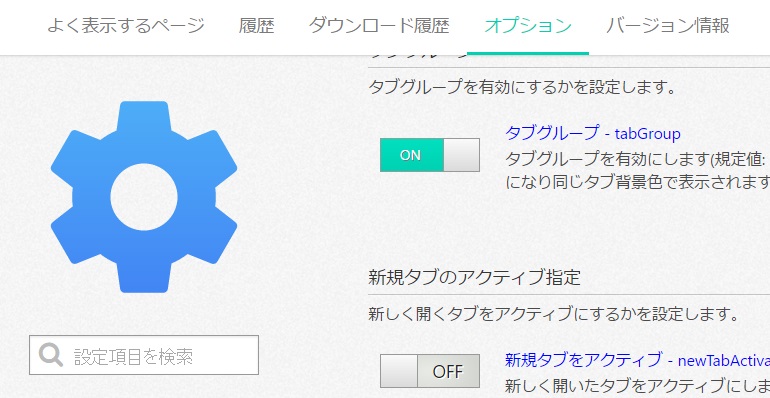 よく表示するページ 履歴 ダウンロード履歴 オプション バージョン情報
タブグループを有効にするかを設定します。
ON
タブグループ - tabGroup
タブグループを有効にします(規定値:
になり同じタブ背景色で表示されます
新規タブのアクティブ指定
新しく開くタブをアクティブにするかを設定します。
設定項目を検索
OFF
新規タブをアクティブ - newTabActiva
新しく開いたタブをアクティブにしま